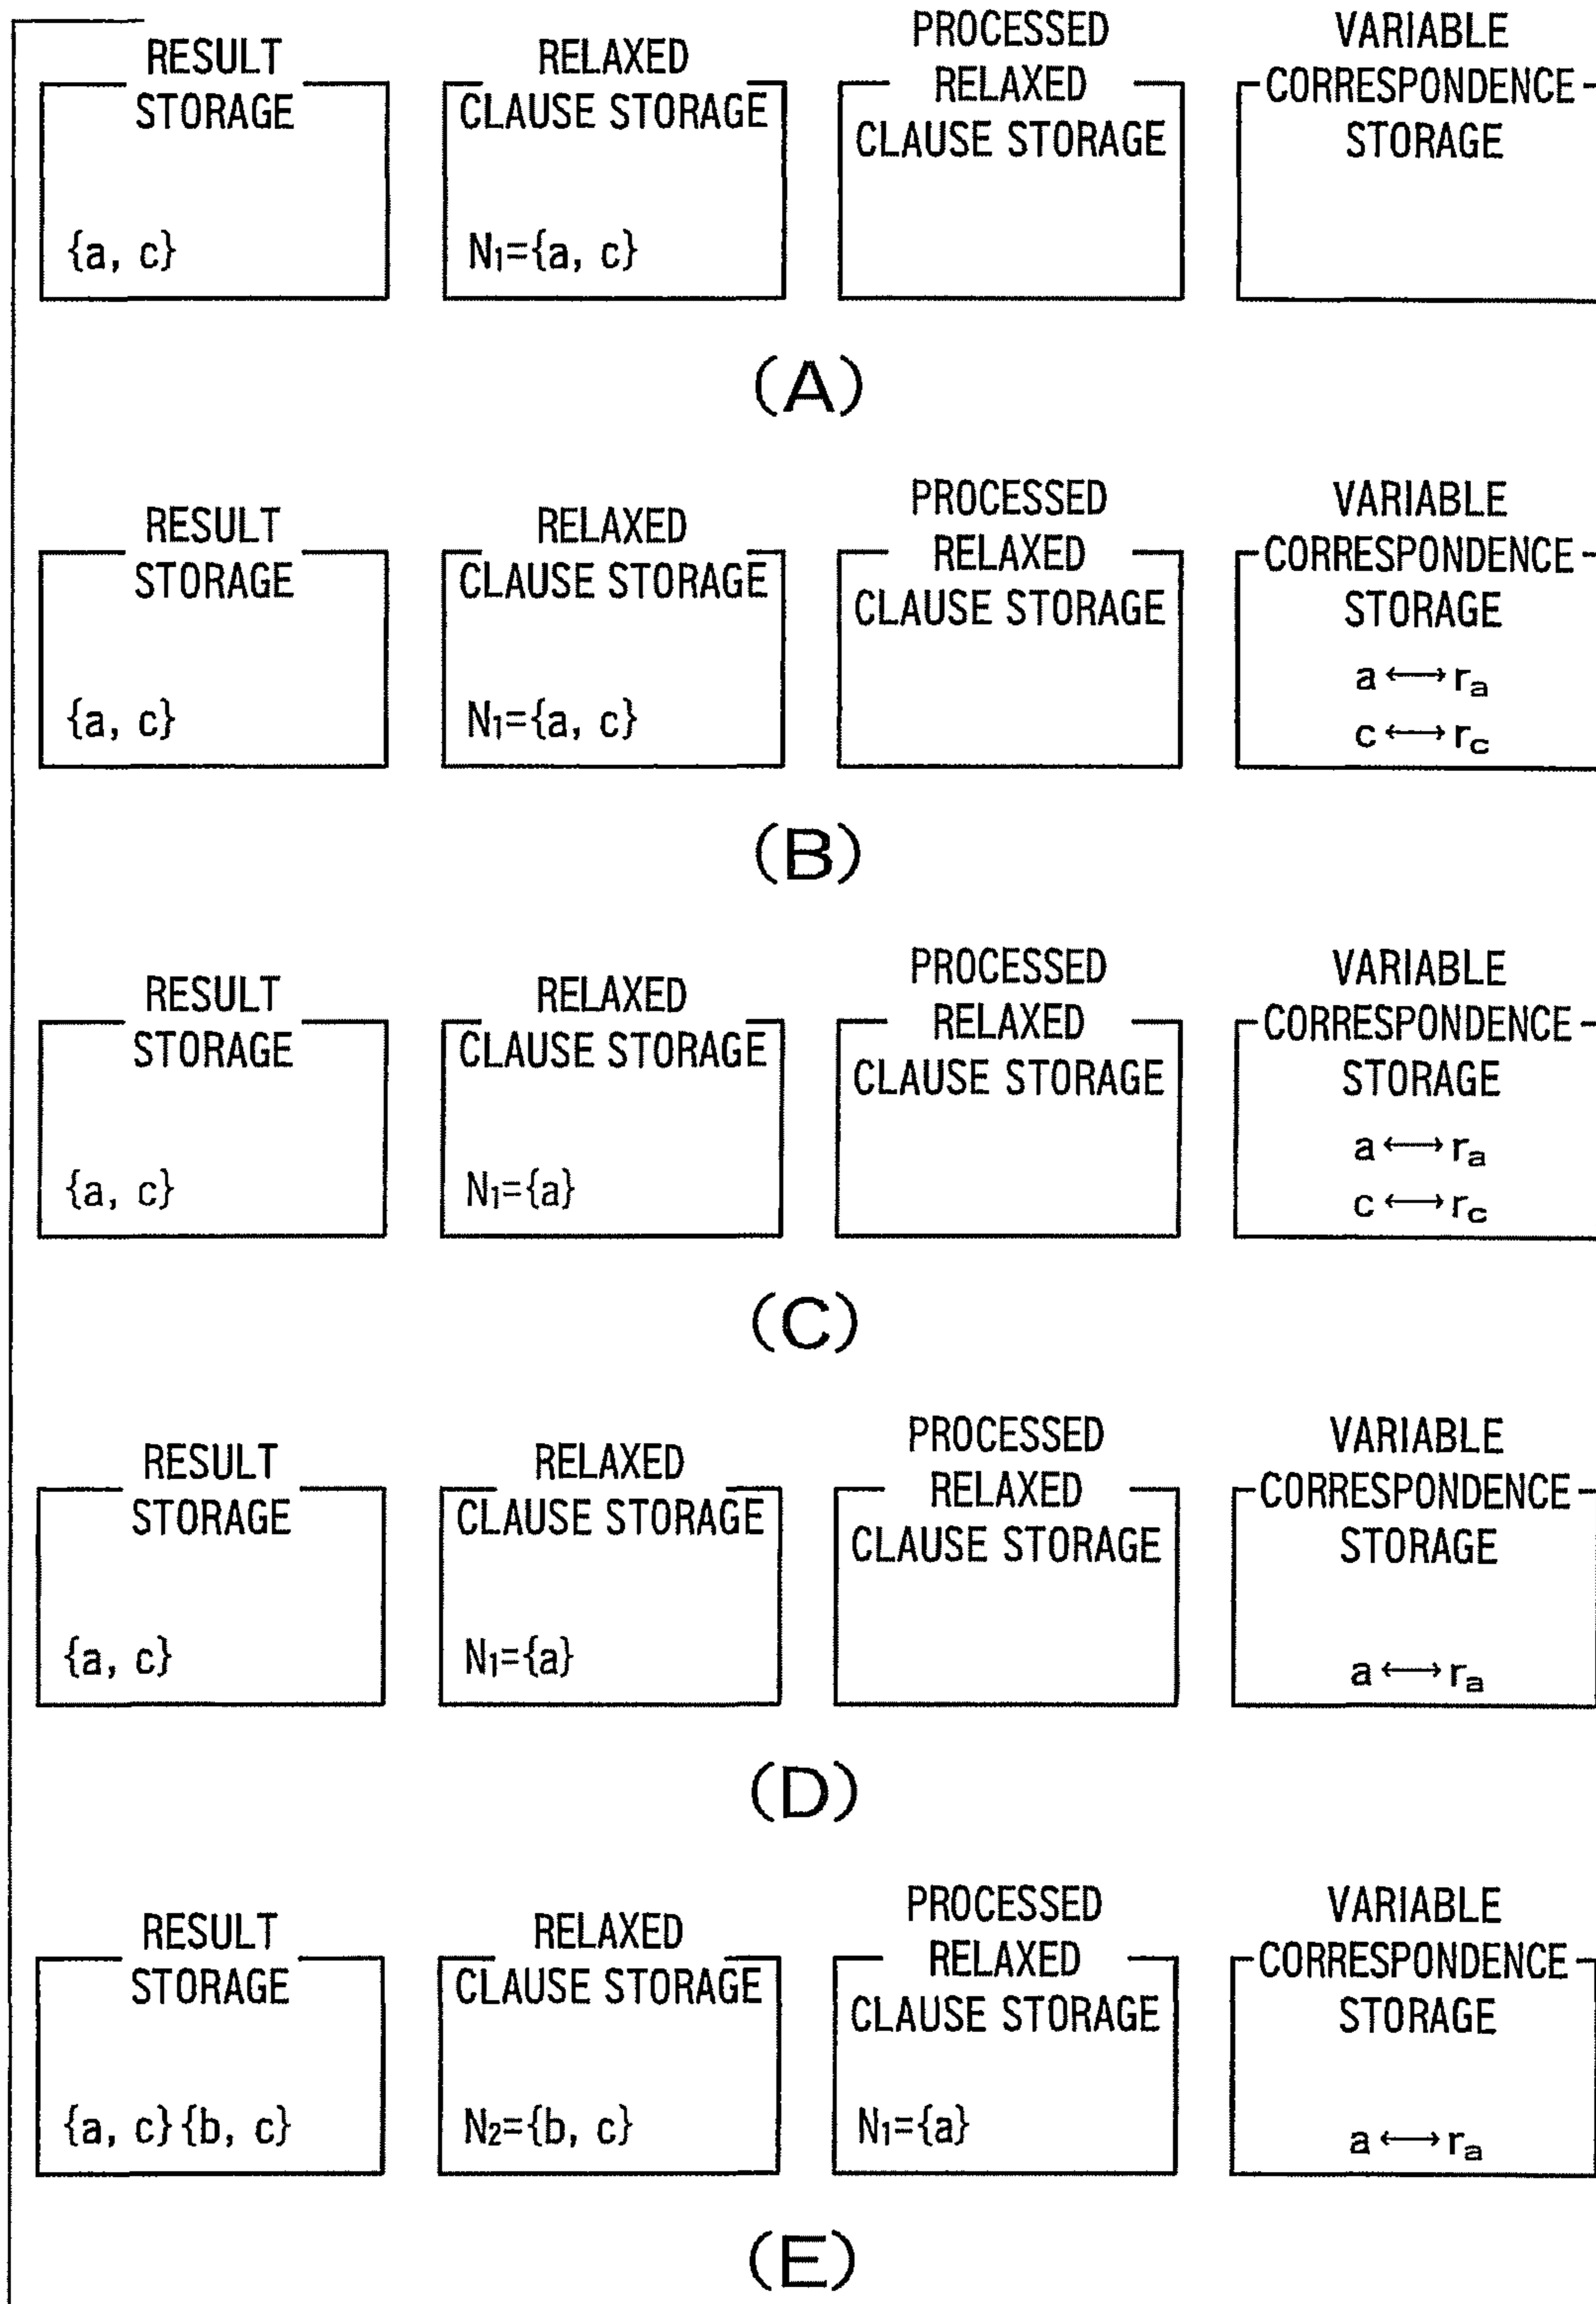 RESULT
STORAGE
{a, c}
RELAXED
CLAUSE STORAGE
N₁={a, c}
PROCESSED
RELAXED
CLAUSE STORAGE
VARIABLE
CORRESPONDENCE
STORAGE
(A)
RESULT
STORAGE
{a, c}
RELAXED
CLAUSE STORAGE
N₁={a, c}
PROCESSED
RELAXED
CLAUSE STORAGE
VARIABLE
CORRESPONDENCE
STORAGE
a ⟷ rₐ
c ⟷ r_c
(B)
RESULT
STORAGE
{a, c}
RELAXED
CLAUSE STORAGE
N₁={a}
PROCESSED
RELAXED
CLAUSE STORAGE
VARIABLE
CORRESPONDENCE
STORAGE
a ⟷ rₐ
c ⟷ r_c
(C)
RESULT
STORAGE
{a, c}
RELAXED
CLAUSE STORAGE
N₁={a}
PROCESSED
RELAXED
CLAUSE STORAGE
VARIABLE
CORRESPONDENCE
STORAGE
a ⟷ rₐ
(D)
RESULT
STORAGE
{a, c}{b, c}
RELAXED
CLAUSE STORAGE
N₂={b, c}
PROCESSED
RELAXED
CLAUSE STORAGE
N₁={a}
VARIABLE
CORRESPONDENCE
STORAGE
a ⟷ rₐ
(E)